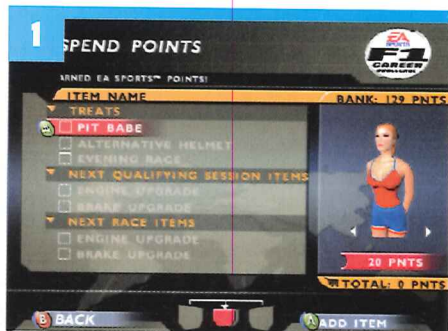 1
SPEND POINTS
EA SPORTS
F1
CAREER
CHALLENGE
ARNED EA SPORTS™ POINTS!
ITEM NAME
BANK: 129 PNTS
TREATS
PIT BABE
ALTERNATIVE HELMET
EVENING RACE
NEXT QUALIFYING SESSION ITEMS
ENGINE UPGRADE
BRAKE UPGRADE
NEXT RACE ITEMS
ENGINE UPGRADE
BRAKE UPGRADE
20 PNTS
TOTAL: 0 PNTS
B BACK
A ADD ITEM